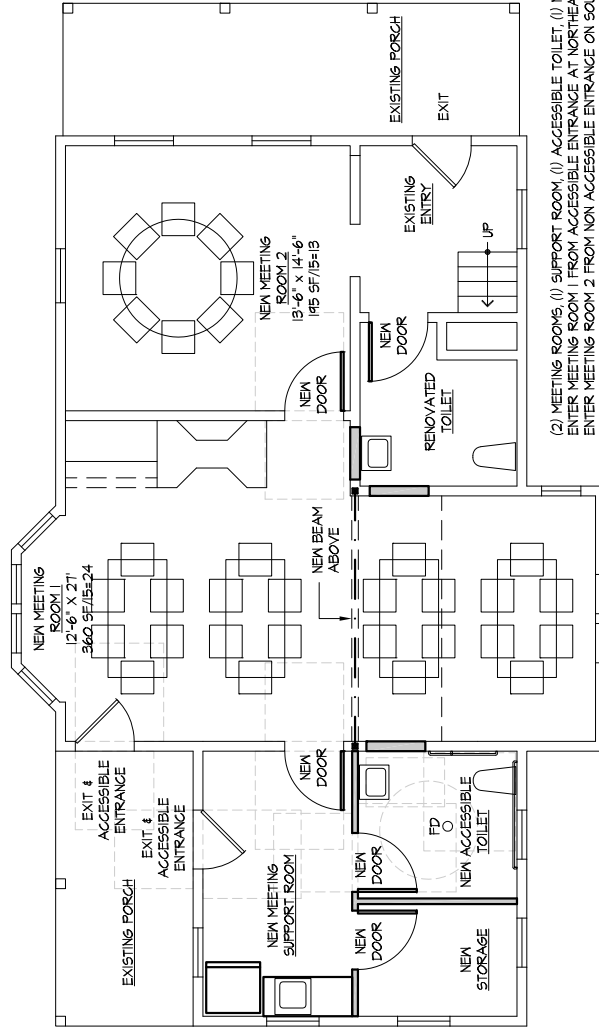 NEW MEETING
ROOM 1
12'-6" X 27'
360 SF/15=24
EXIT &
ACCESSIBLE
ENTRANCE
EXISTING PORCH
EXIT &
ACCESSIBLE
ENTRANCE
NEW MEETING
ROOM 2
13'-6" X 14'-6"
195 SF/15=13
NEW MEETING
SUPPORT ROOM
NEW
DOOR
NEW BEAM
ABOVE
NEW
DOOR
NEW
DOOR
NEW
DOOR
NEW
DOOR
EXISTING PORCH
EXIT
EXISTING
ENTRY
UP
FD
NEW
STORAGE
NEW ACCESSIBLE
TOILET
RENOVATED
TOILET
(2) MEETING ROOMS, (1) SUPPORT ROOM, (1) ACCESSIBLE TOILET, (1)
ENTER MEETING ROOM 1 FROM ACCESSIBLE ENTRANCE AT
ENTER MEETING ROOM 2 FROM NON ACCESSIBLE ENTRANCE ON